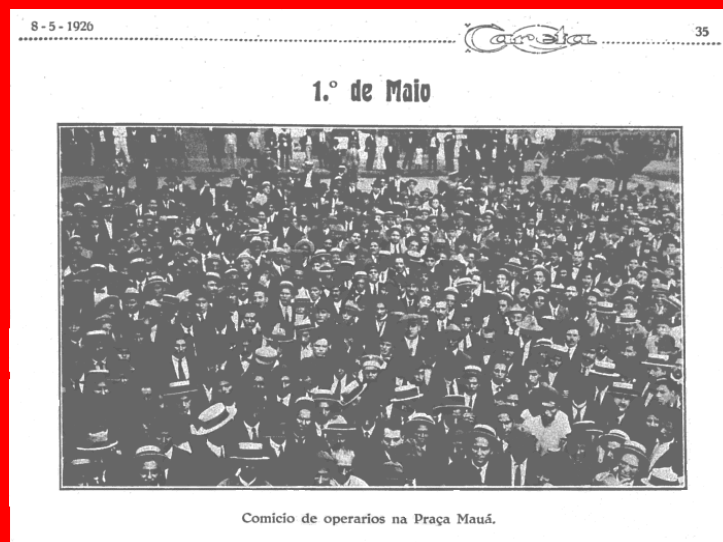 8-5-1926
Careta
35
1.º de Maio
Comicio de operarios na Praça Mauá.